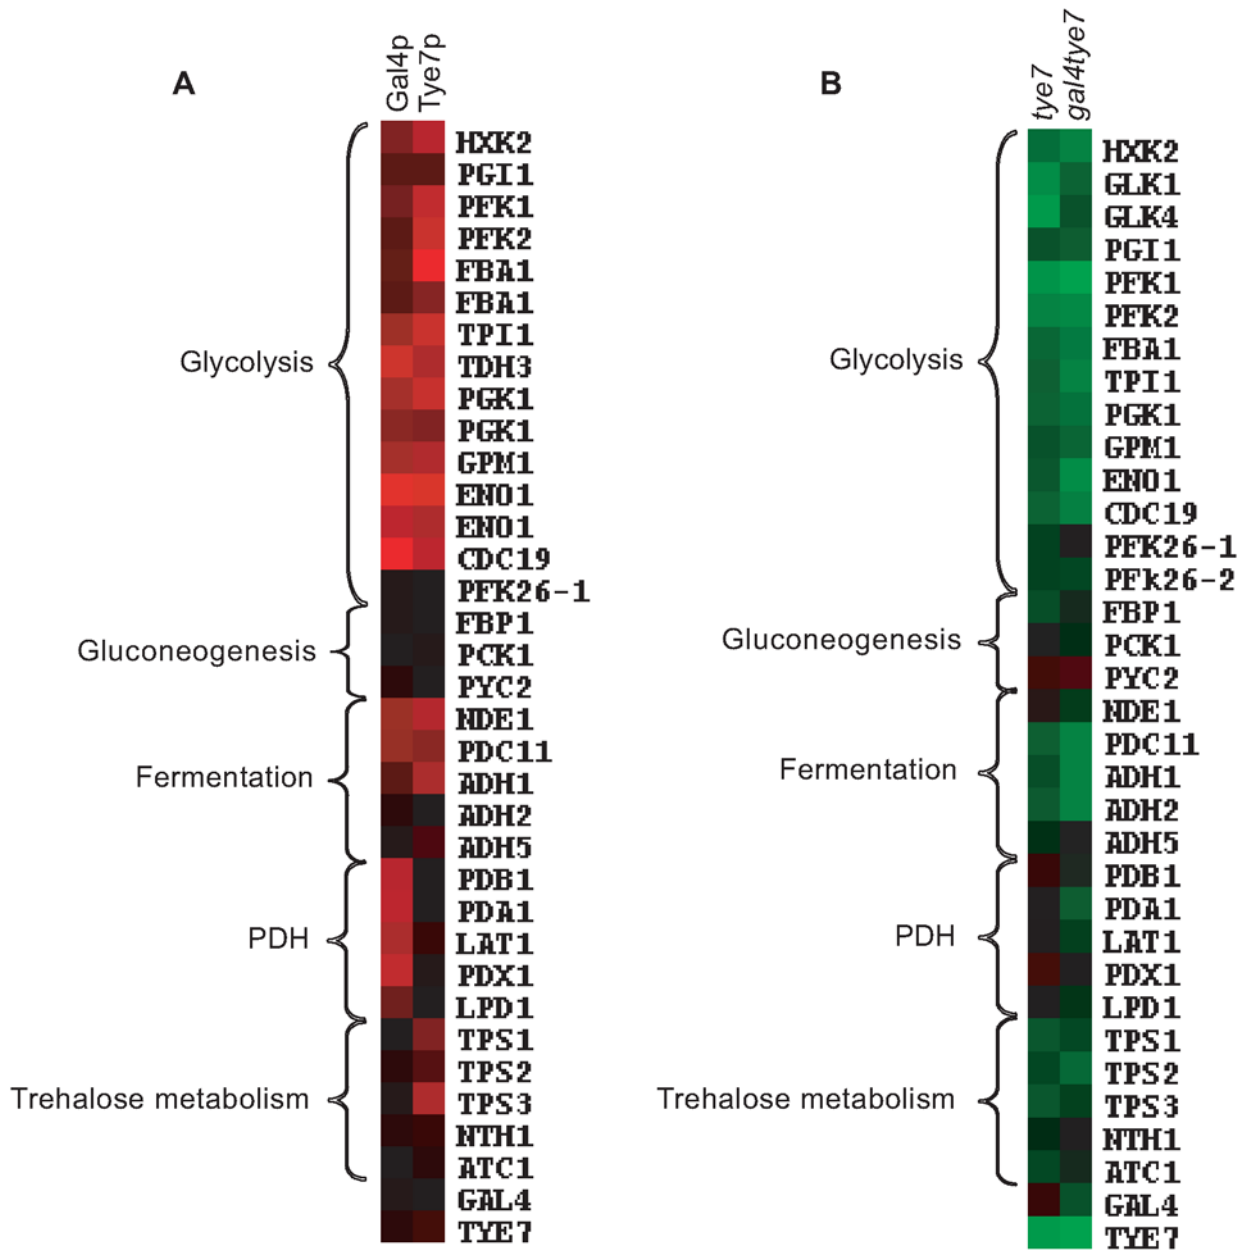 A
Gal4p
Tye7p
Glycolysis
Gluconeogenesis
Fermentation
PDH
Trehalose metabolism
HXK2
PGI1
PFK1
PFK2
FBA1
FBA1
TPI1
TDH3
PGK1
PGK1
GPM1
ENO1
ENO1
CDC19
PFK26-1
FBP1
PCK1
PYC2
NDE1
PDC11
ADH1
ADH2
ADH5
PDB1
PDA1
LAT1
PDX1
LPD1
TPS1
TPS2
TPS3
NTH1
ATC1
GAL4
TYE7
B
tye7
gal4tye7
Glycolysis
Gluconeogenesis
Fermentation
PDH
Trehalose metabolism
HXK2
GLK1
GLK4
PGI1
PFK1
PFK2
FBA1
TPI1
PGK1
GPM1
ENO1
CDC19
PFK26-1
PFk26-2
FBP1
PCK1
PYC2
NDE1
PDC11
ADH1
ADH2
ADH5
PDB1
PDA1
LAT1
PDX1
LPD1
TPS1
TPS2
TPS3
NTH1
ATC1
GAL4
TYE7